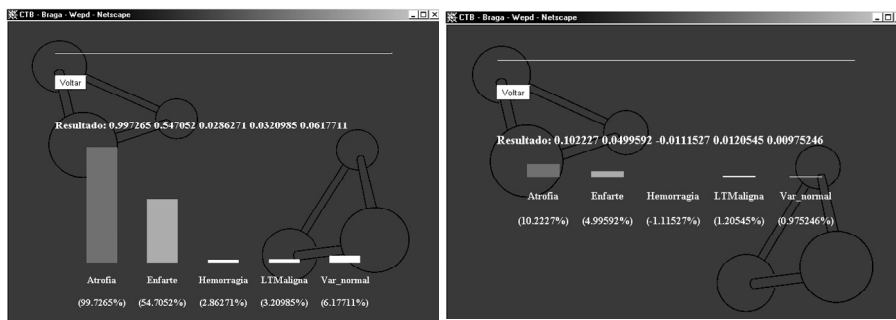 CTB - Braga - Wepd - Netscape
Voltar
Resultado: 0.997265 0.547052 0.0286271 0.0320985 0.0617711
Atrofia Enfarte Hemorragia LTMaligna Var_normal
(99.7265%) (54.7052%) (2.86271%) (3.20985%) (6.17711%)
CTB - Braga - Wepd - Netscape
Voltar
Resultado: 0.102227 0.0499592 -0.0111527 0.0120545 0.00975246
Atrofia Enfarte Hemorragia LTMaligna Var_normal
(10.2227%) (4.99592%) (-1.11527%) (1.20545%) (0.975246%)